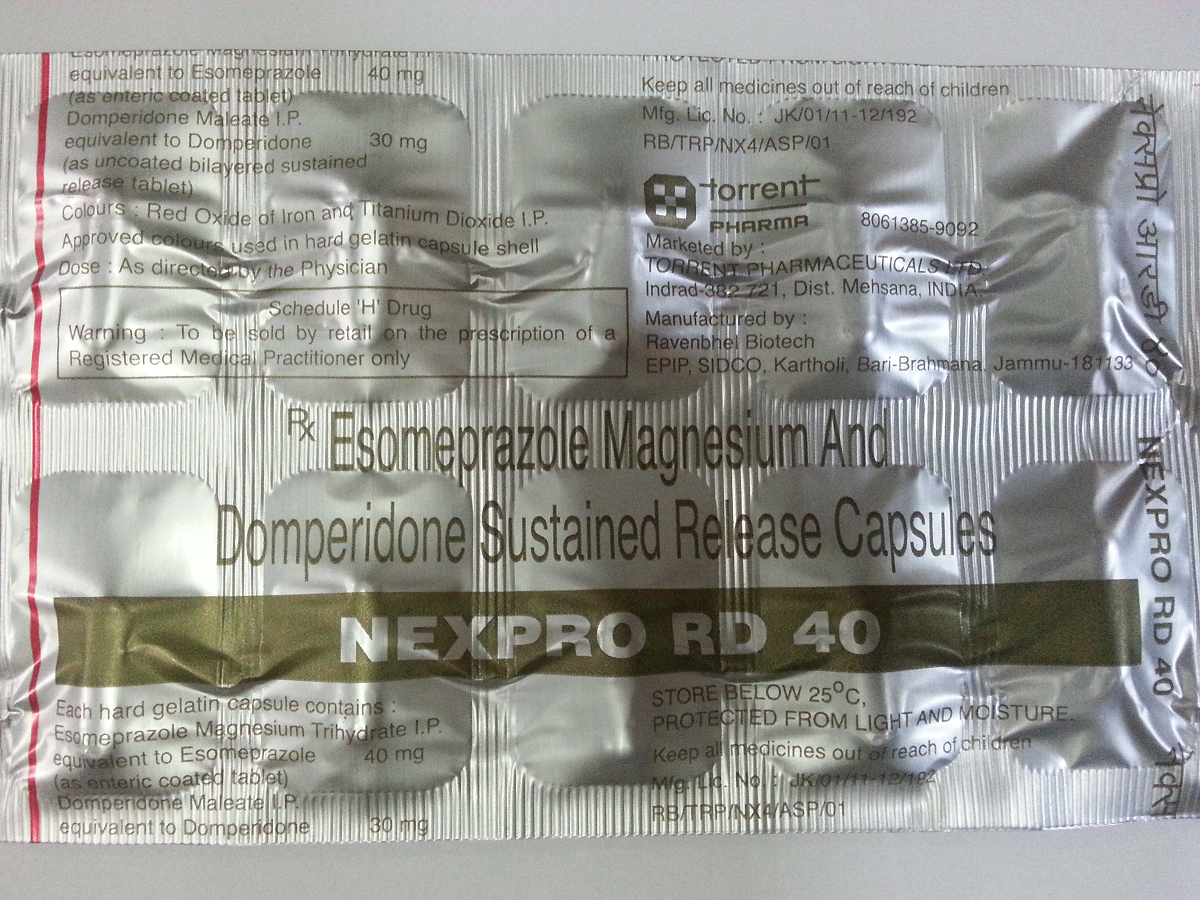 Esomeprazole Magnesium Trihydrate I.P.
equivalent to Esomeprazole 40 mg
(as enteric coated tablet)
Domperidone Maleate I.P.
equivalent to Domperidone 30 mg
(as uncoated bilayered sustained
release tablet)
Colours : Red Oxide of Iron and Titanium Dioxide I.P.
Approved colours used in hard gelatin capsule shell
Dose : As directed by the Physician
Schedule 'H' Drug
Warning : To be sold by retail on the prescription of a
Registered Medical Practitioner only
Keep all medicines out of reach of children
Mfg. Lic. No. : JK/01/11-12/192
RB/TRP/NX4/ASP/01
torrent
PHARMA
8061385-9092
Marketed by :
TORRENT PHARMACEUTICALS LTD.
Indrad-382 721, Dist. Mehsana, INDIA.
Manufactured by :
Ravenbhel Biotech
EPIP, SIDCO, Kartholi, Bari-Brahmana, Jammu-181133
Rx Esomeprazole Magnesium And
Domperidone Sustained Release Capsules
NEXPRO RD 40
Each hard gelatin capsule contains :
Esomeprazole Magnesium Trihydrate I.P.
equivalent to Esomeprazole 40 mg
(as enteric coated tablet)
Domperidone Maleate I.P.
equivalent to Domperidone 30 mg
STORE BELOW 25°C,
PROTECTED FROM LIGHT AND MOISTURE.
Keep all medicines out of reach of children
Mfg. Lic. No : JK/01/11-12/192
RB/TRP/NX4/ASP/01
नेक्सप्रो आर डी ४०
NEXPRO RD 40